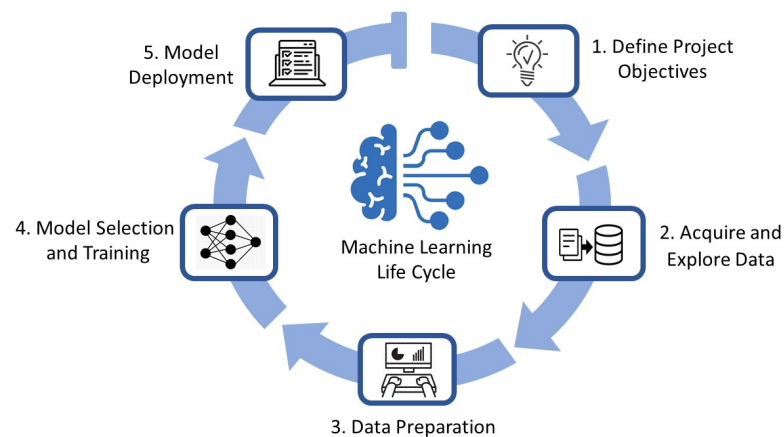 1. Define Project
Objectives
2. Acquire and
Explore Data
3. Data Preparation
4. Model Selection
and Training
5. Model
Deployment
Machine Learning
Life Cycle